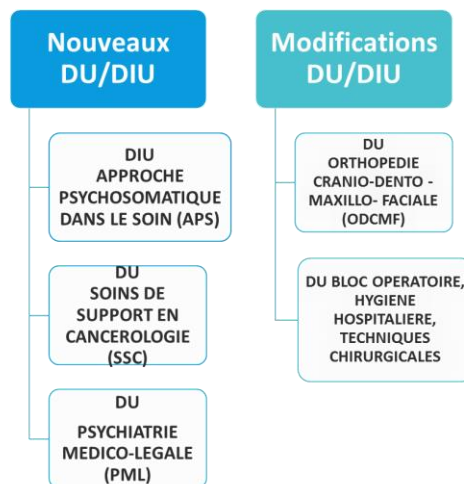 Nouveaux
DU/DIU
DIU
APPROCHE
PSYCHOSOMATIQUE
DANS LE SOIN (APS)
DU
SOINS DE
SUPPORT EN
CANCEROLOGIE
(SSC)
DU
PSYCHIATRIE
MEDICO-LEGALE
(PML)
Modifications
DU/DIU
DU
ORTHOPEDIE
CRANIO-DENTO -
MAXILLO- FACIALE
(ODCMF)
DU BLOC OPERATOIRE,
HYGIENE
HOSPITALIERE,
TECHNIQUES
CHIRURGICALES